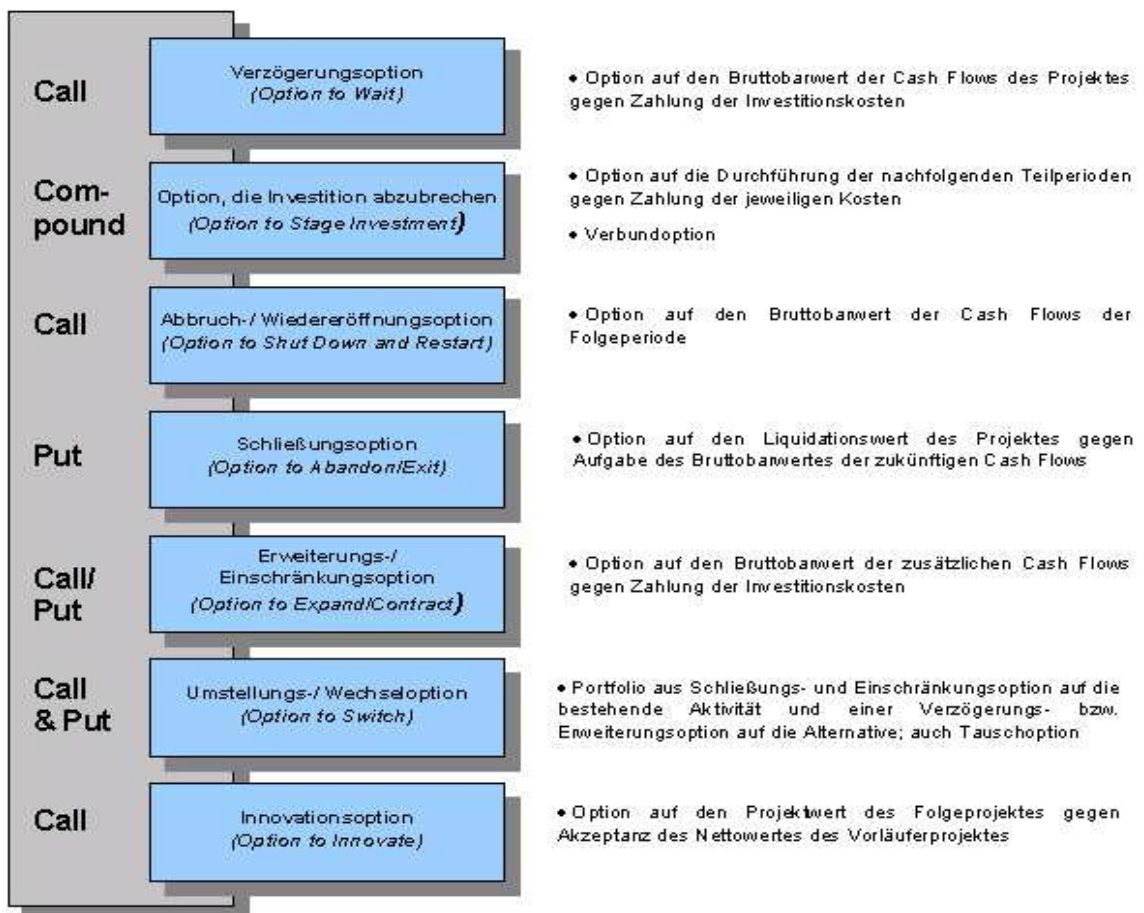 Call
Verzögerungsoption
(Option to Wait)
• Option auf den Bruttobarwert der Cash Flows des Projektes
gegen Zahlung der Investitionskosten
Com-
pound
Option, die Investition abzubrechen
(Option to Stage Investment)
• Option auf die Durchführung der nachfolgenden Teilperioden
gegen Zahlung der jeweiligen Kosten
• Verbundoption
Call
Abbruch-/ Wiedereröffnungsoption
(Option to Shut Down and Restart)
• Option auf den Bruttobarwert der Cash Flows der
Folgeperiode
Put
Schließungsoption
(Option to Abandon/Exit)
• Option auf den Liquidationswert des Projektes gegen
Aufgabe des Bruttobarwertes der zukünftigen Cash Flows
Call/
Put
Erweiterungs-/
Einschränkungsoption
(Option to Expand/Contract)
• Option auf den Bruttobarwert der zusätzlichen Cash Flows
gegen Zahlung der Investitionskosten
Call
& Put
Umstellungs-/ Wechseloption
(Option to Switch)
• Portfolio aus Schließungs- und Einschränkungsoption auf die
bestehende Aktivität und einer Verzögerungs- bzw.
Erweiterungsoption auf die Alternative; auch Tauschoption
Call
Innovationsoption
(Option to Innovate)
• Option auf den Projektwert des Folgeprojektes gegen
Akzeptanz des Nettowertes des Vorläuferprojektes